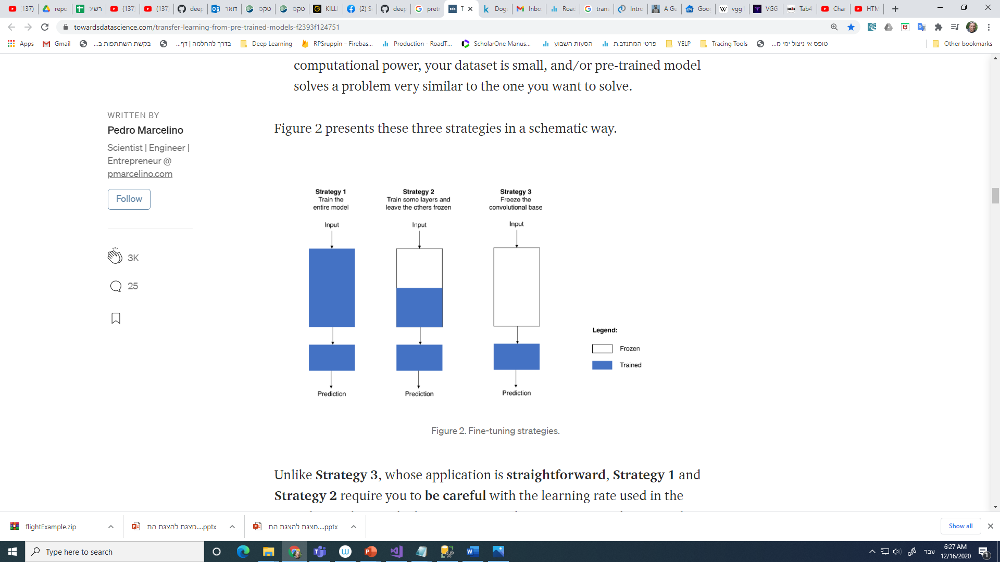 137)
repo
רשיכ
(137
(137
deep
דואר
טקס
טקס
KILLI
(2) S
deep
pretr
T
Dog
Inbo
Roac
trans
Intro
A Ge
Gooc
vgg1
VGG
Tab4
Char
HTM
towardsdatascience.com/transfer-learning-from-pre-trained-models-f2393f124751
Apps
Gmail
בקשת השתתפות ב...
בדרך להחלמה | דף...
Deep Learning
RPSruppin – Firebas...
Production - RoadT...
ScholarOne Manus...
הסעות השבוע
פרטי המתנדב.ת
YELP
Tracing Tools
טופס אי ניצול ימי מ...
Other bookmarks
computational power, your dataset is small, and/or pre-trained model
solves a problem very similar to the one you want to solve.
WRITTEN BY
Pedro Marcelino
Scientist | Engineer |
Entrepreneur @
pmarcelino.com
Follow
3K
25
Figure 2 presents these three strategies in a schematic way.
Strategy 1
Train the
entire model
Input
Prediction
Strategy 2
Train some layers and
leave the others frozen
Input
Prediction
Strategy 3
Freeze the
convolutional base
Input
Prediction
Legend:
Frozen
Trained
Figure 2. Fine-tuning strategies.
Unlike Strategy 3, whose application is straightforward, Strategy 1 and
Strategy 2 require you to be careful with the learning rate used in the
flightExample.zip
מצגת להצגת הת....pptx
מצגת להצגת הת....pptx
Show all
Type here to search
עבר
6:27 AM
12/16/2020
1